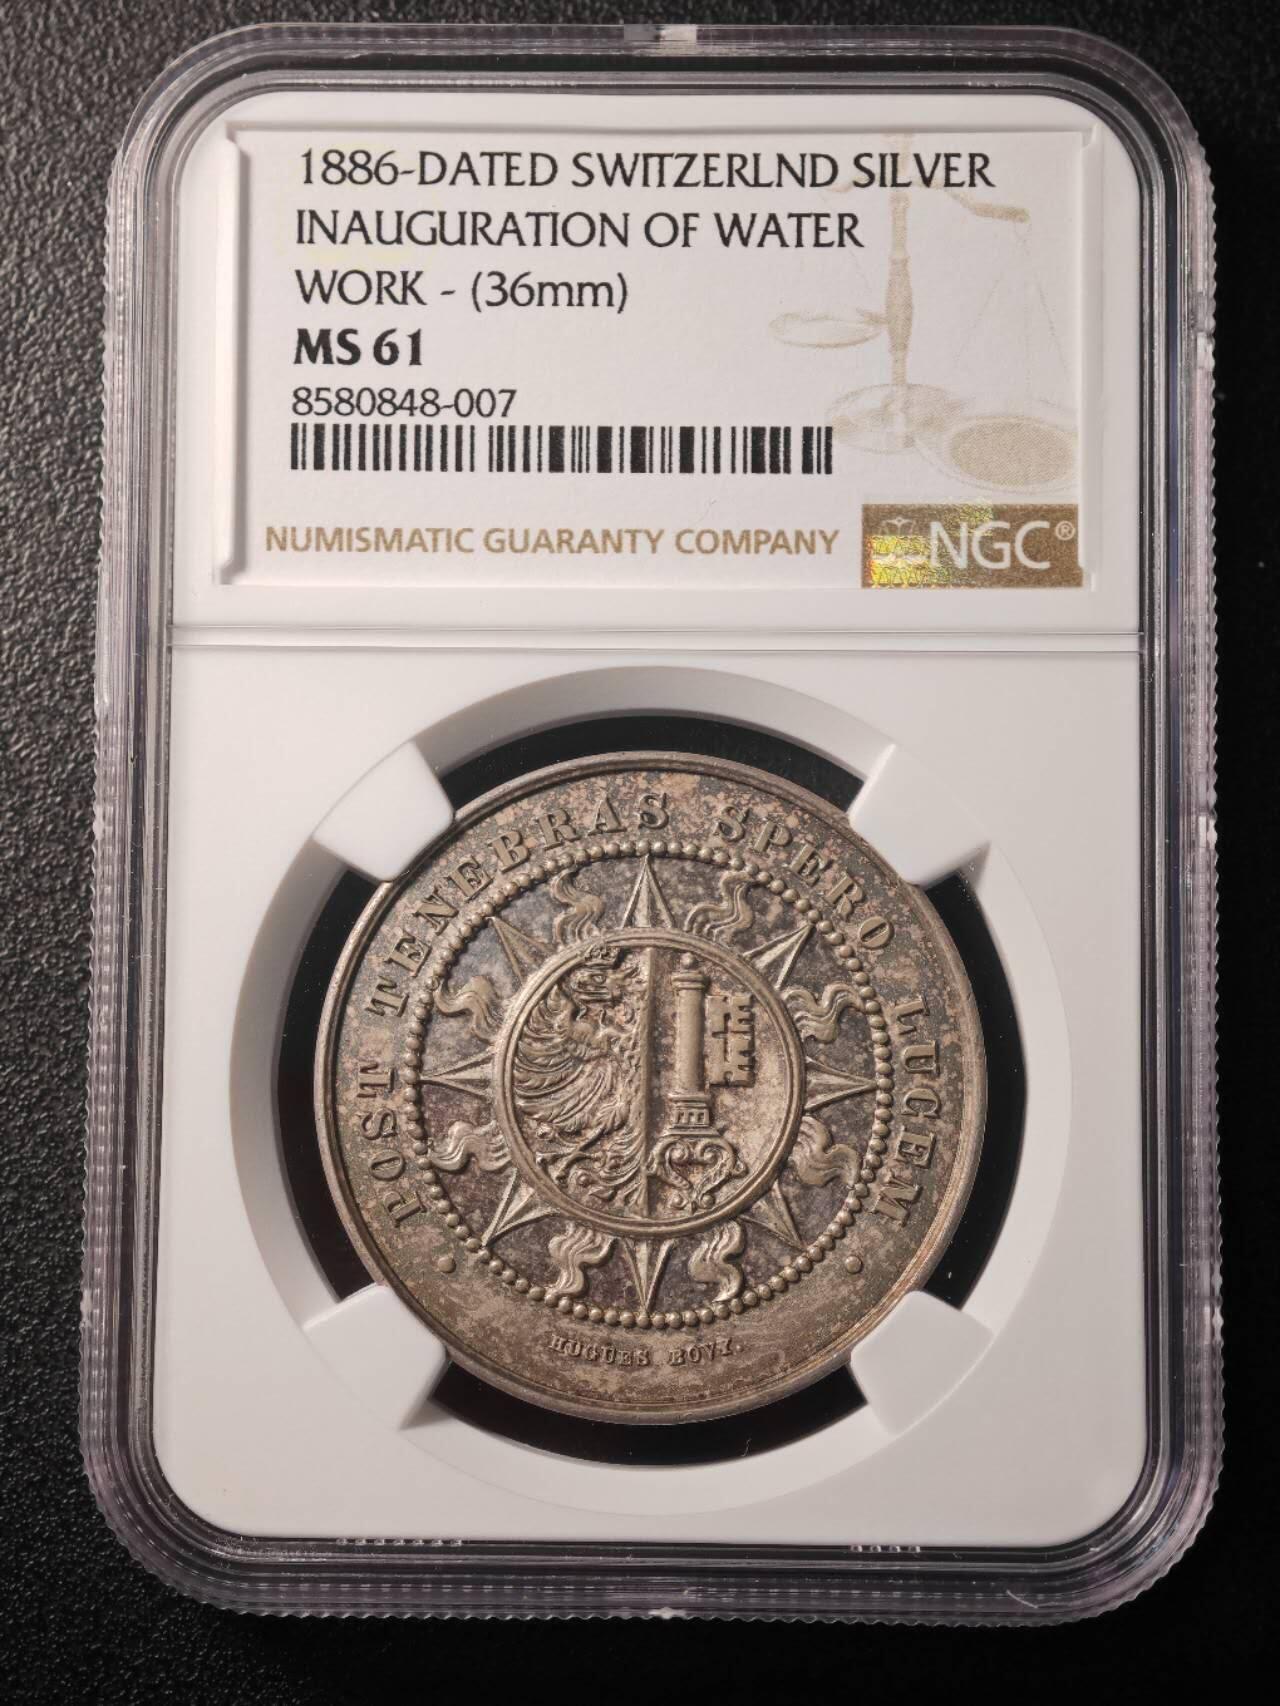 1886-DATED SWITZERLND SILVER
INAUGURATION OF WATER
WORK - (36mm)
MS 61
8580848-007
NUMISMATIC GUARANTY COMPANY
NGC®
POST TENEBRAS SPERO LUCEM
HUGUES BOVY.